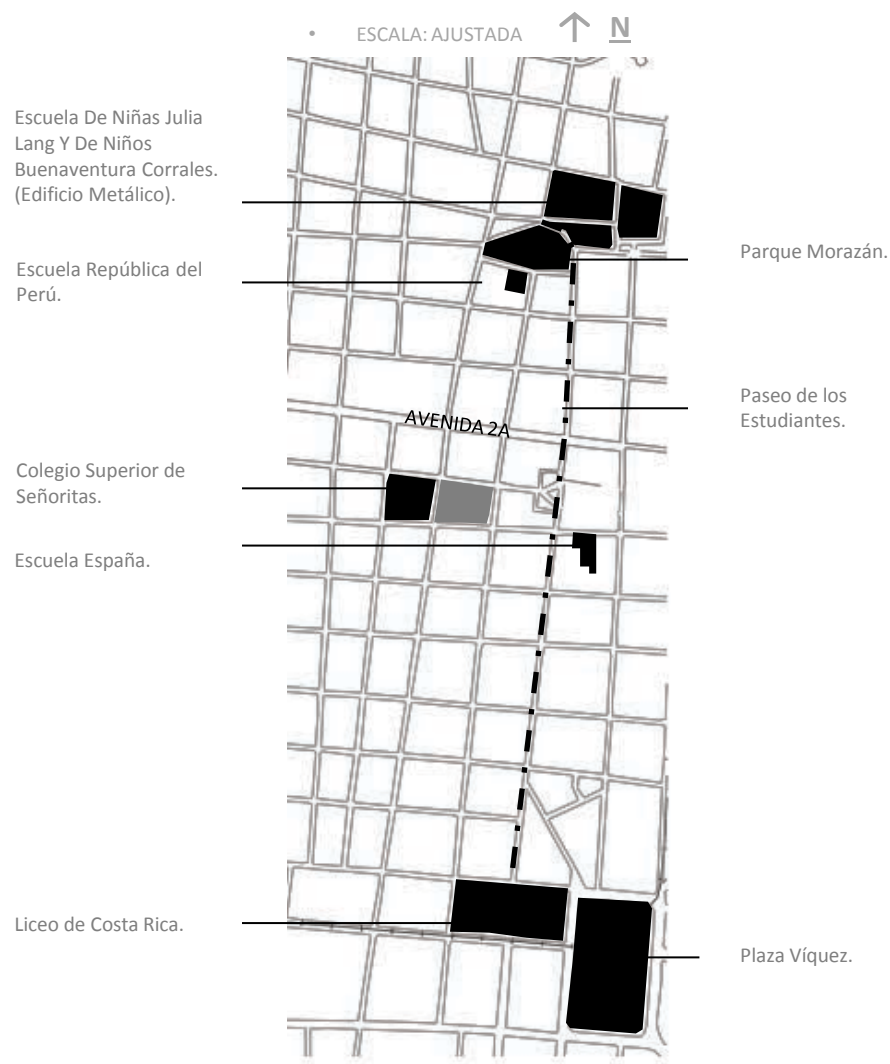 • ESCALA: AJUSTADA N
Escuela De Niñas Julia
Lang Y De Niños
Buenaventura Corrales.
(Edificio Metálico).
Parque Morazán.
Escuela República del
Perú.
Paseo de los
Estudiantes.
AVENIDA 2A
Colegio Superior de
Señoritas.
Escuela España.
Liceo de Costa Rica.
Plaza Víquez.